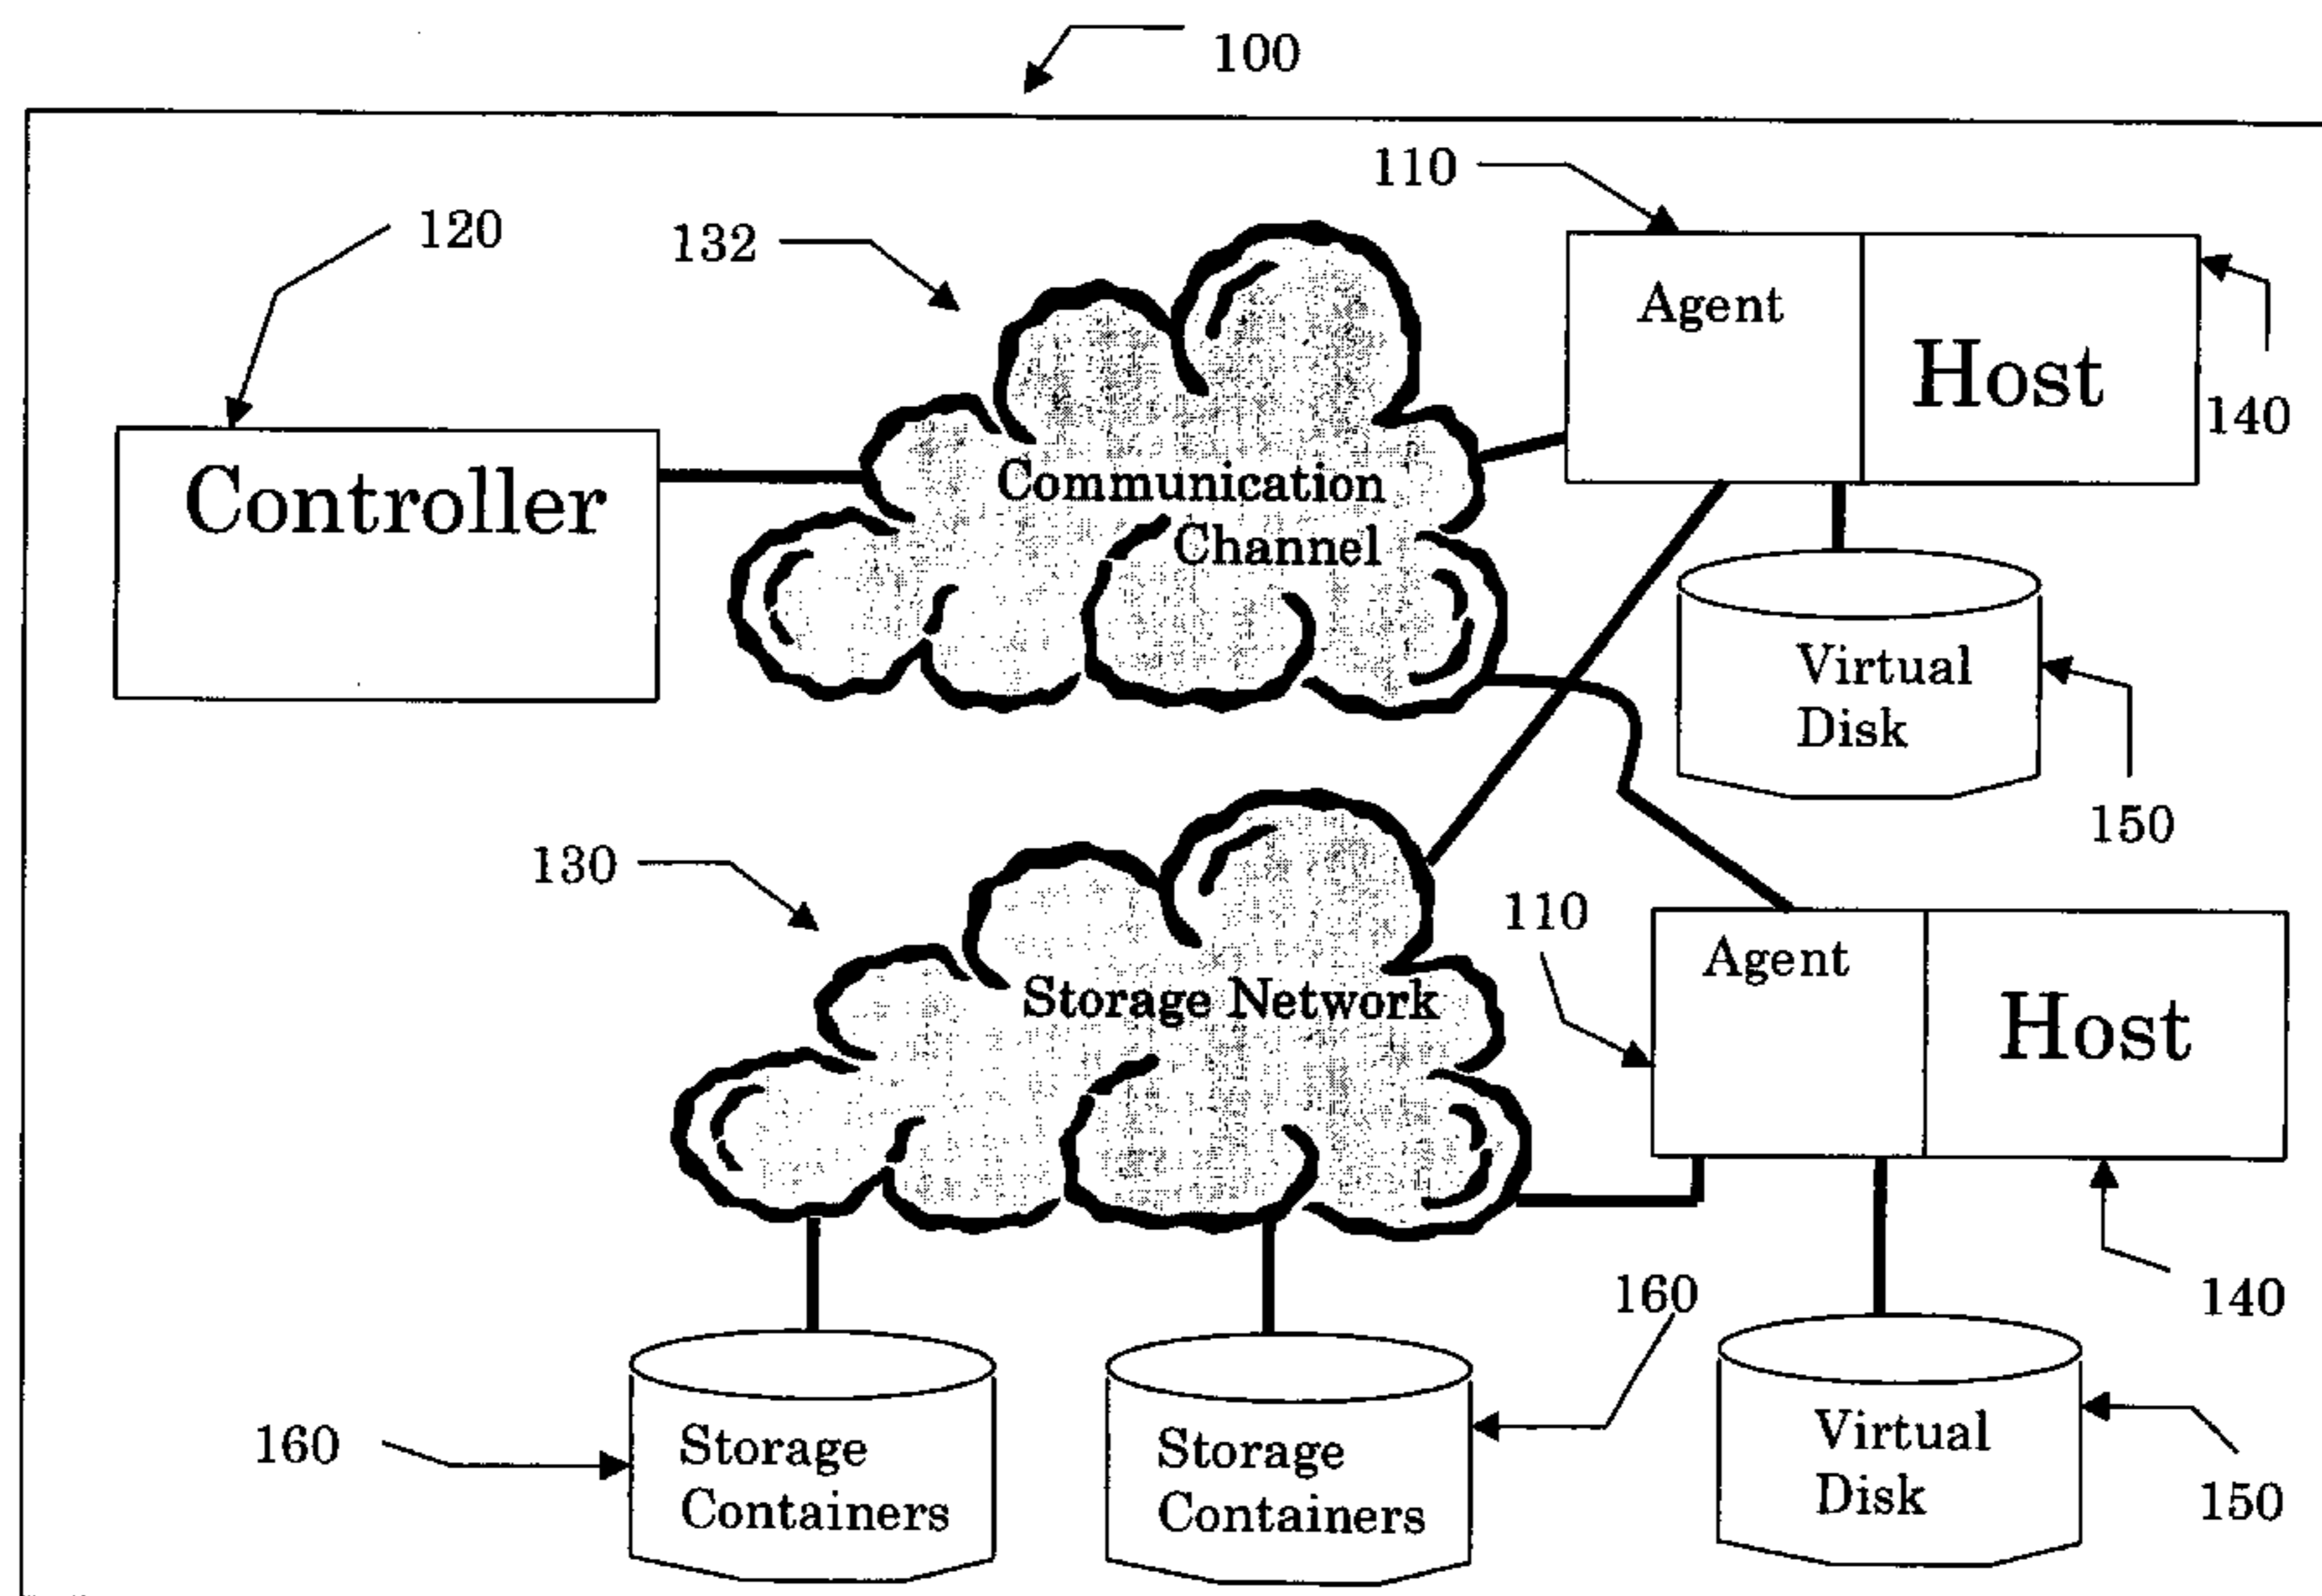 100
110
120
132
Agent
Host
140
Controller
Communication
Channel
Virtual
Disk
150
130
110
Agent
Storage Network
Host
160
140
160
Storage
Containers
Storage
Containers
Virtual
Disk
150